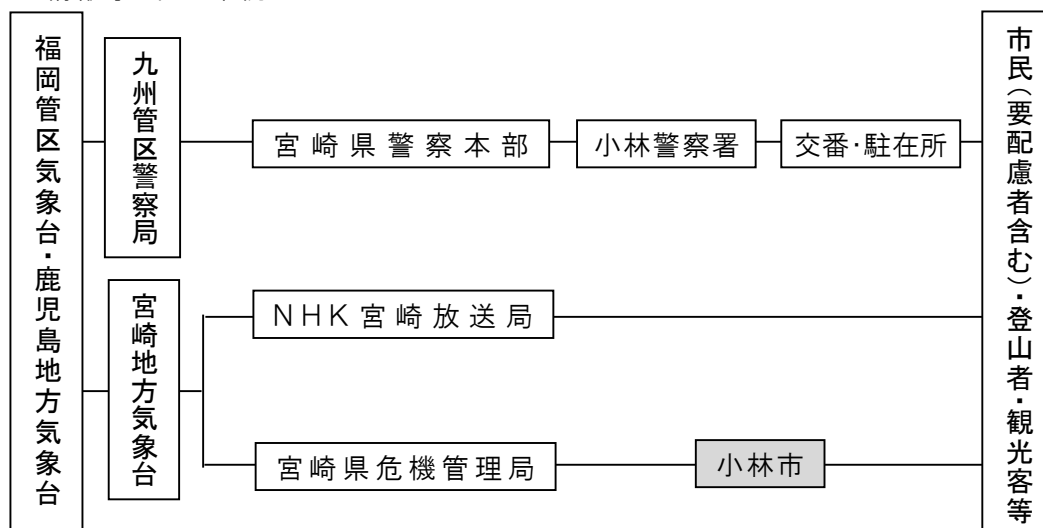 福岡管区気象台・鹿児島地方気象台
九州管区警察局
宮崎県警察本部
小林警察署
交番・駐在所
宮崎地方気象台
NHK宮崎放送局
宮崎県危機管理局
小林市
市民(要配慮者含む)・登山者・観光客等